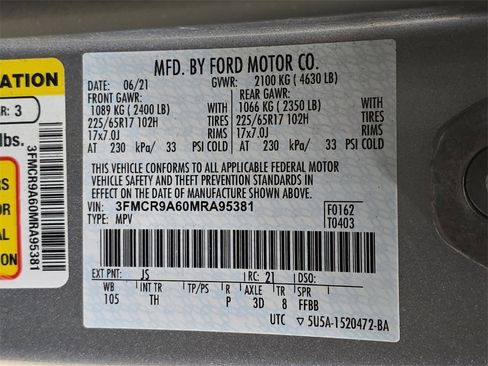 MFD. BY FORD MOTOR CO.
DATE: 06/21 GVWR: 2100 KG ( 4630 LB)
FRONT GAWR: REAR GAWR:
1089 KG ( 2400 LB) WITH 1066 KG ( 2350 LB) WITH
225/65R17 102H TIRES 225/65R17 102H TIRES
17x7.0J RIMS 17x7.0J RIMS
AT 230 kPa/ 33 PSI COLD AT 230 kPa/ 33 PSI COLD
THIS VEHICLE CONFORMS TO ALL APPLICABLE FEDERAL MOTOR
VEHICLE SAFETY AND THEFT PREVENTION STANDARDS IN
EFFECT ON THE DATE OF MANUFACTURE SHOWN ABOVE.
VIN: 3FMCR9A60MRA95381 F0162
TYPE: MPV T0403
EXT PNT: JS RC: 21 DSO:
WB INT TR TP/PS R AXLE TR SPR
105 TH P 3D 8 FFBB
UTC 5U5A-1520472-BA
ATION
R: 3
lbs.
3FMCR9A60MRA95381
S
OR
ION